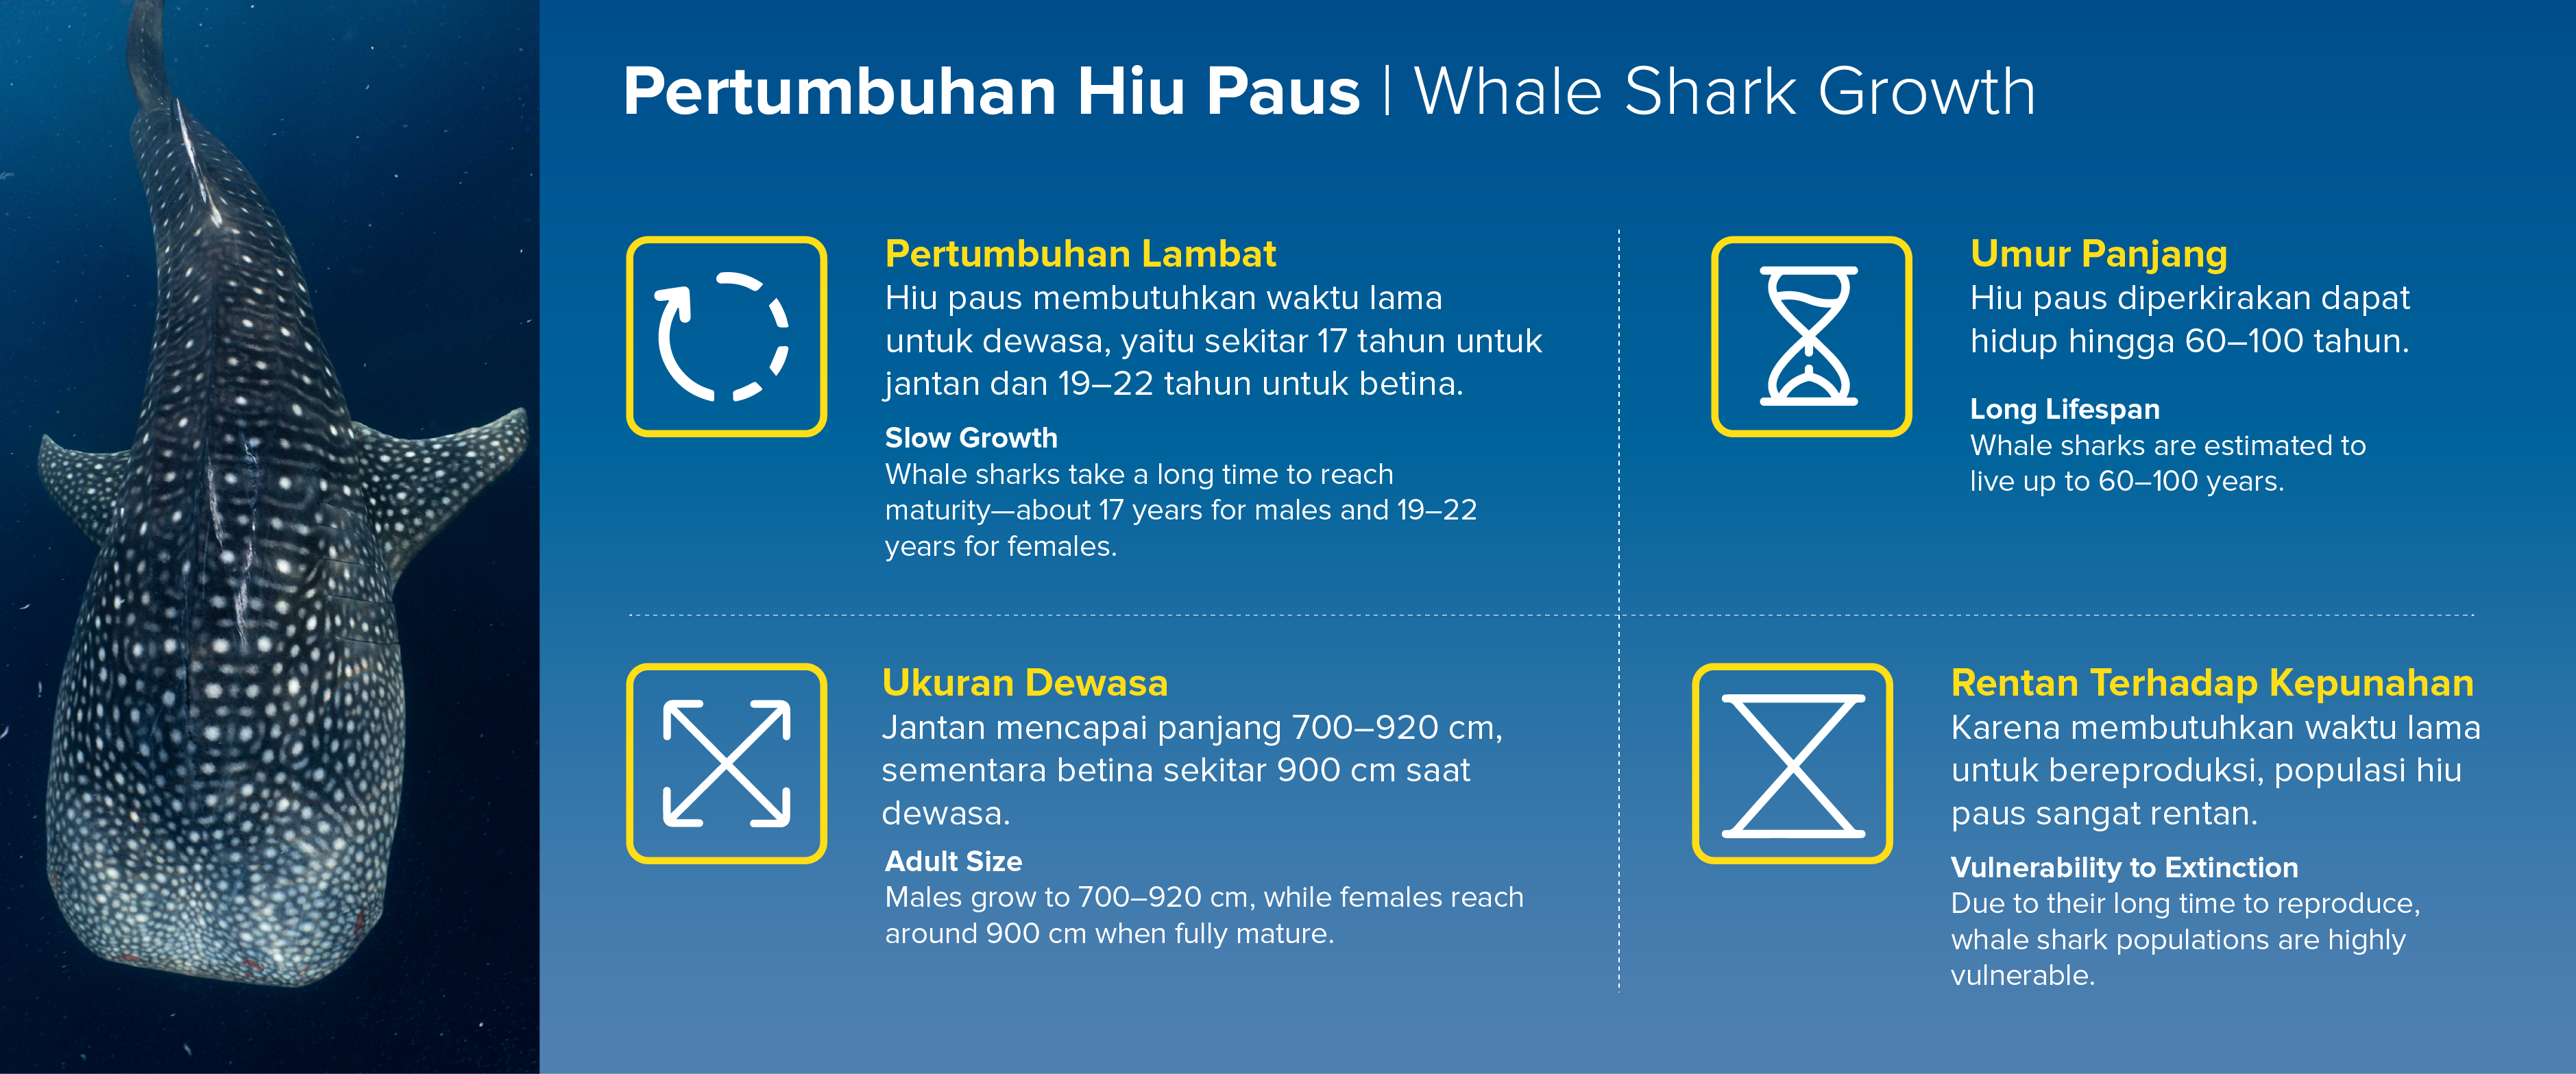 Pertumbuhan Hiu Paus | Whale Shark Growth
Pertumbuhan Lambat
Hiu paus membutuhkan waktu lama
untuk dewasa, yaitu sekitar 17 tahun untuk
jantan dan 19–22 tahun untuk betina.
Slow Growth
Whale sharks take a long time to reach
maturity—about 17 years for males and 19–22
years for females.
Umur Panjang
Hiu paus diperkirakan dapat
hidup hingga 60–100 tahun.
Long Lifespan
Whale sharks are estimated to
live up to 60–100 years.
Ukuran Dewasa
Jantan mencapai panjang 700–920 cm,
sementara betina sekitar 900 cm saat
dewasa.
Adult Size
Males grow to 700–920 cm, while females reach
around 900 cm when fully mature.
Rentan Terhadap Kepunahan
Karena membutuhkan waktu lama
untuk bereproduksi, populasi hiu
paus sangat rentan.
Vulnerability to Extinction
Due to their long time to reproduce,
whale shark populations are highly
vulnerable.